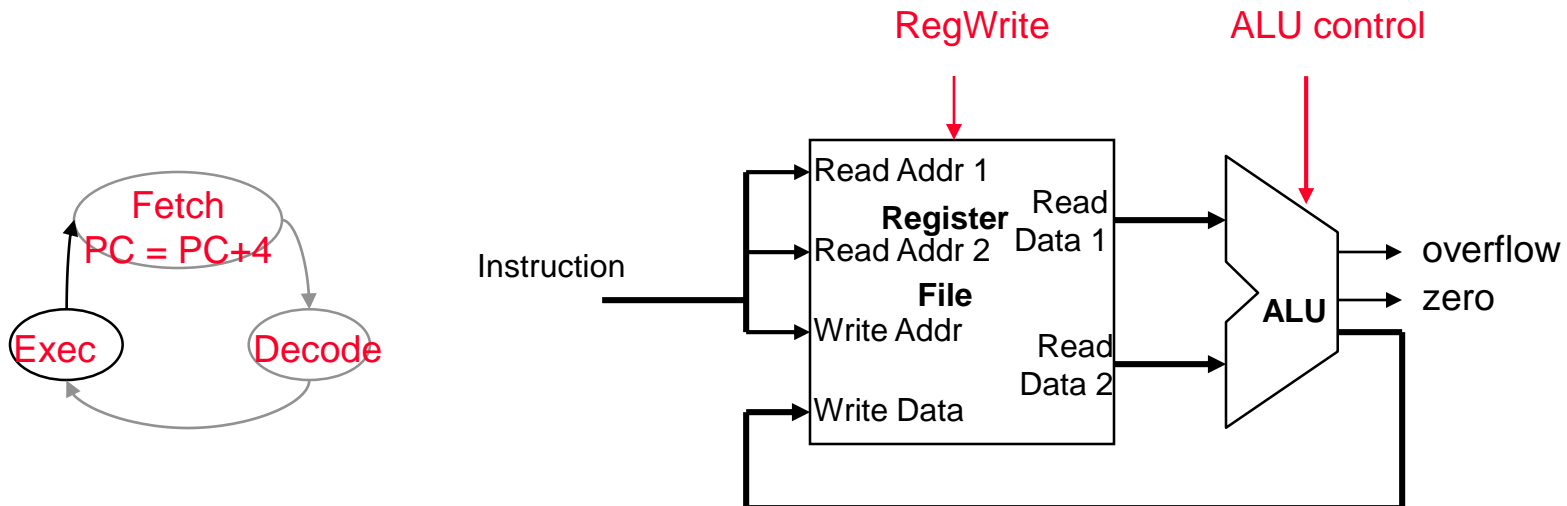 RegWrite
ALU control
Fetch
PC = PC+4
Exec
Decode
Instruction
Read Addr 1
Register
Read Addr 2
File
Write Addr
Write Data
Read
Data 1
Read
Data 2
ALU
overflow
zero